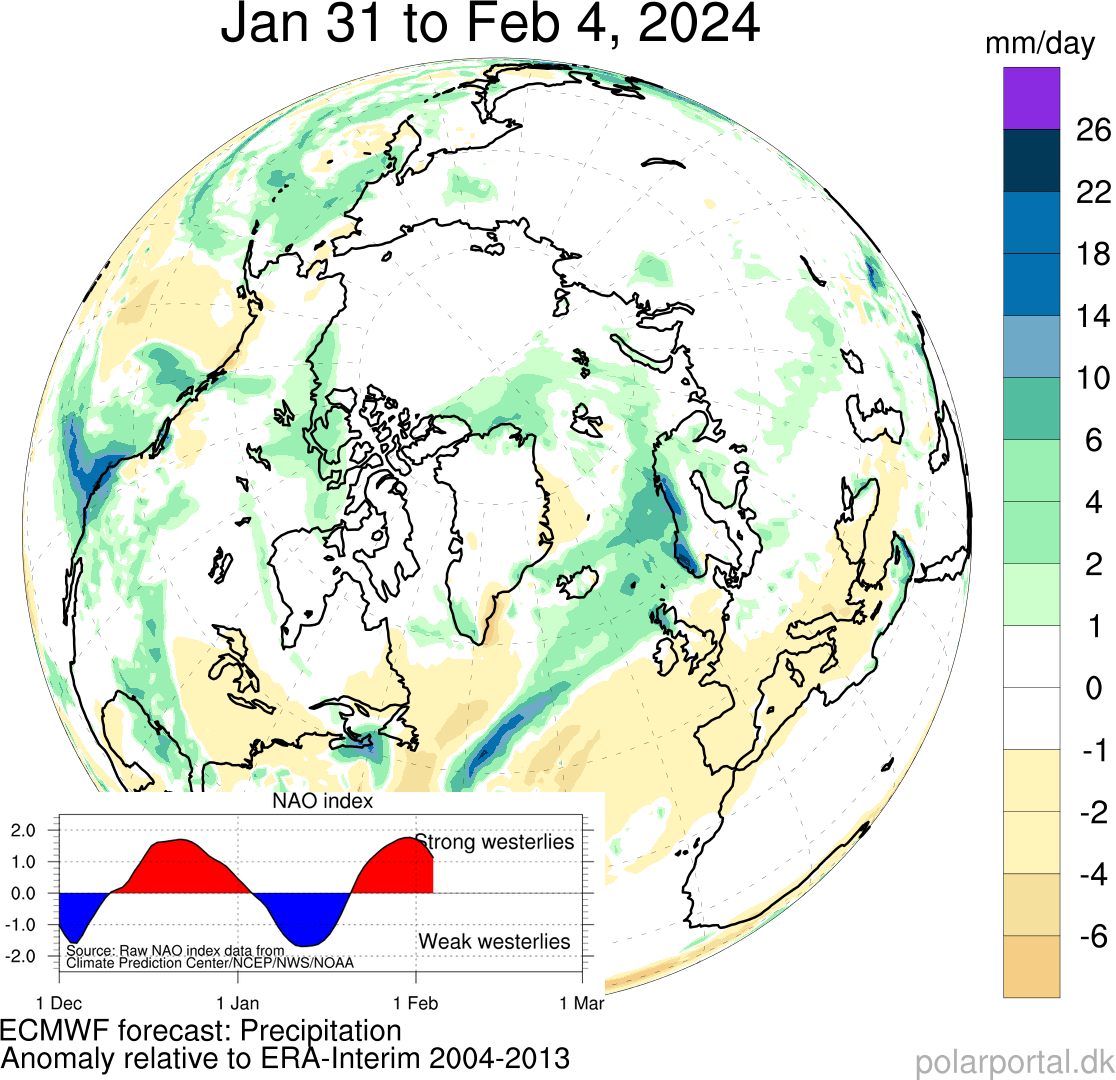 Jan 31 to Feb 4, 2024
mm/day
26
22
18
14
10
6
4
2
1
0
-1
-2
-4
-6
NAO index
2.0
1.0
0.0
-1.0
-2.0
Strong westerlies
Weak westerlies
Source: Raw NAO index data from
Climate Prediction Center/NCEP/NWS/NOAA
1 Dec
1 Jan
1 Feb
1 Mar
ECMWF forecast: Precipitation
Anomaly relative to ERA-Interim 2004-2013
polarportal.dk